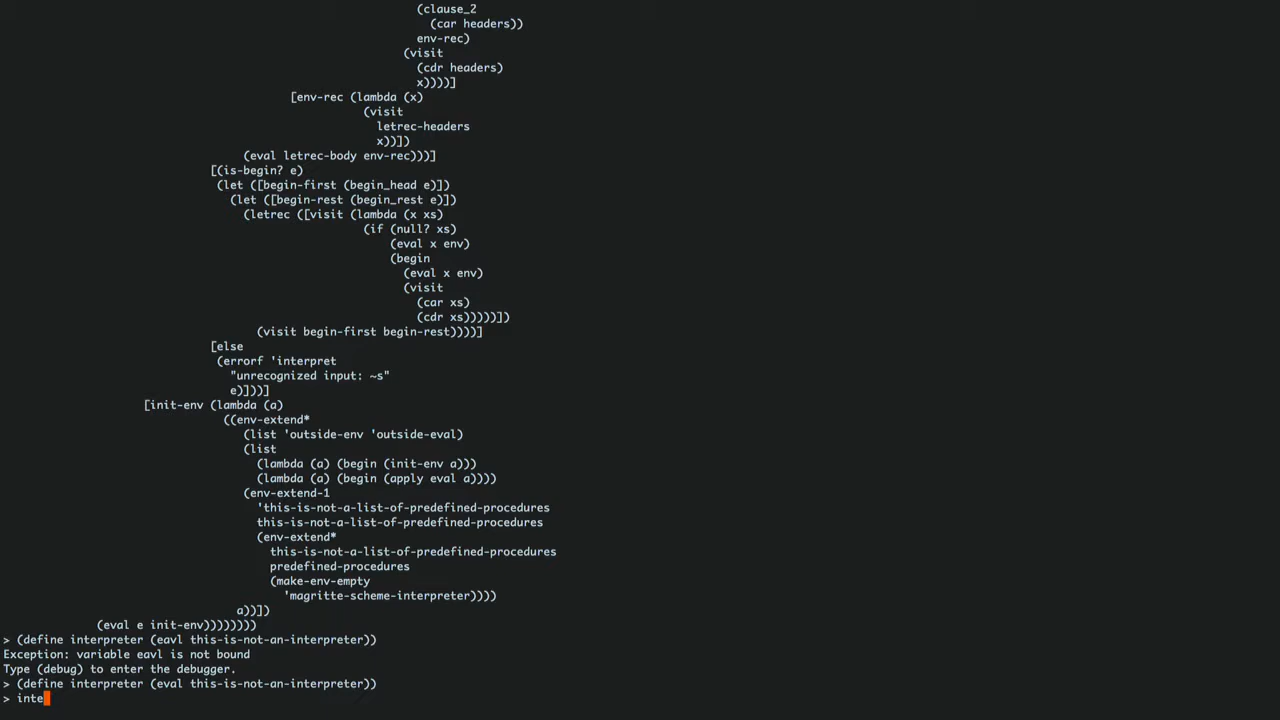 (clause_2
(car headers))
env-rec)
(visit
(cdr headers)
x))))]
[env-rec (lambda (x)
(visit
letrec-headers
x))])
(eval letrec-body env-rec)))]
[(is-begin? e)
(let ([begin-first (begin_head e)])
(let ([begin-rest (begin_rest e)])
(letrec ([visit (lambda (x xs)
(if (null? xs)
(eval x env)
(begin
(eval x env)
(visit
(car xs)
(cdr xs)))))])
(visit begin-first begin-rest))))]
[else
(errorf 'interpret
"unrecognized input: ~s"
e)]))]
[init-env (lambda (a)
((env-extend*
(list 'outside-env 'outside-eval)
(list
(lambda (a) (begin (init-env a)))
(lambda (a) (begin (apply eval a))))
(env-extend-1
'this-is-not-a-list-of-predefined-procedures
this-is-not-a-list-of-predefined-procedures
(env-extend*
this-is-not-a-list-of-predefined-procedures
predefined-procedures
(make-env-empty
'magritte-scheme-interpreter))))
a))])
(eval e init-env))))))))
> (define interpreter (eavl this-is-not-an-interpreter))
Exception: variable eavl is not bound
Type (debug) to enter the debugger.
> (define interpreter (eval this-is-not-an-interpreter))
> inte